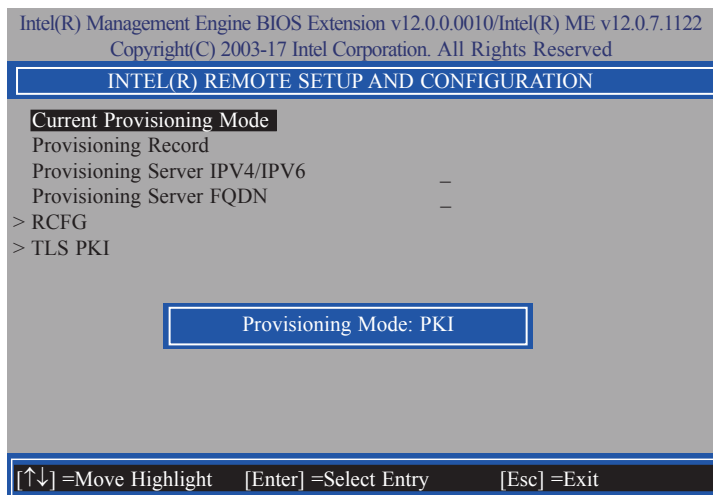 Intel(R) Management Engine BIOS Extension v12.0.0.0010/Intel(R) ME v12.0.7.1122
Copyright(C) 2003-17 Intel Corporation. All Rights Reserved
INTEL(R) REMOTE SETUP AND CONFIGURATION
Current Provisioning Mode
Provisioning Record
Provisioning Server IPV4/IPV6 _
Provisioning Server FQDN _
> RCFG
> TLS PKI
Provisioning Mode: PKI
[↑↓] =Move Highlight [Enter] =Select Entry [Esc] =Exit